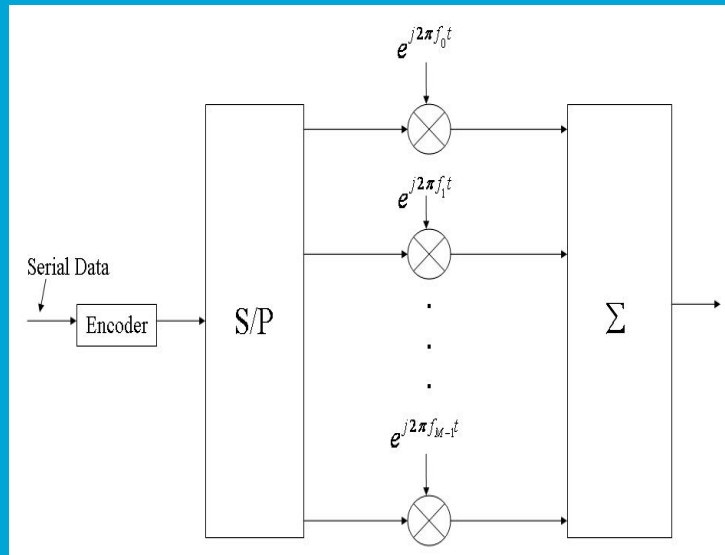 e^{j2πf_0t}
e^{j2πf_1t}
Serial Data
Encoder
S/P
Σ
.
.
.
e^{j2πf_{M-1}t}